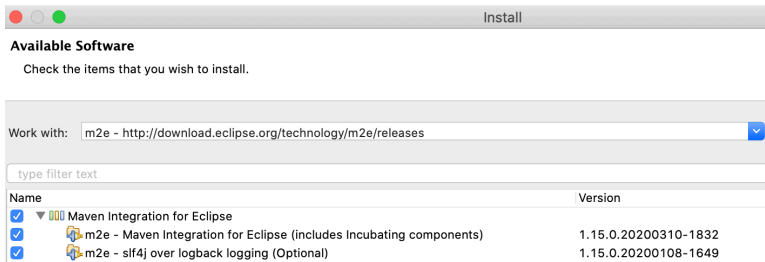 Install
Available Software
Check the items that you wish to install.
Work with: m2e - http://download.eclipse.org/technology/m2e/releases
type filter text
Name Version
Maven Integration for Eclipse
m2e - Maven Integration for Eclipse (includes Incubating components) 1.15.0.20200310-1832
m2e - slf4j over logback logging (Optional) 1.15.0.20200108-1649